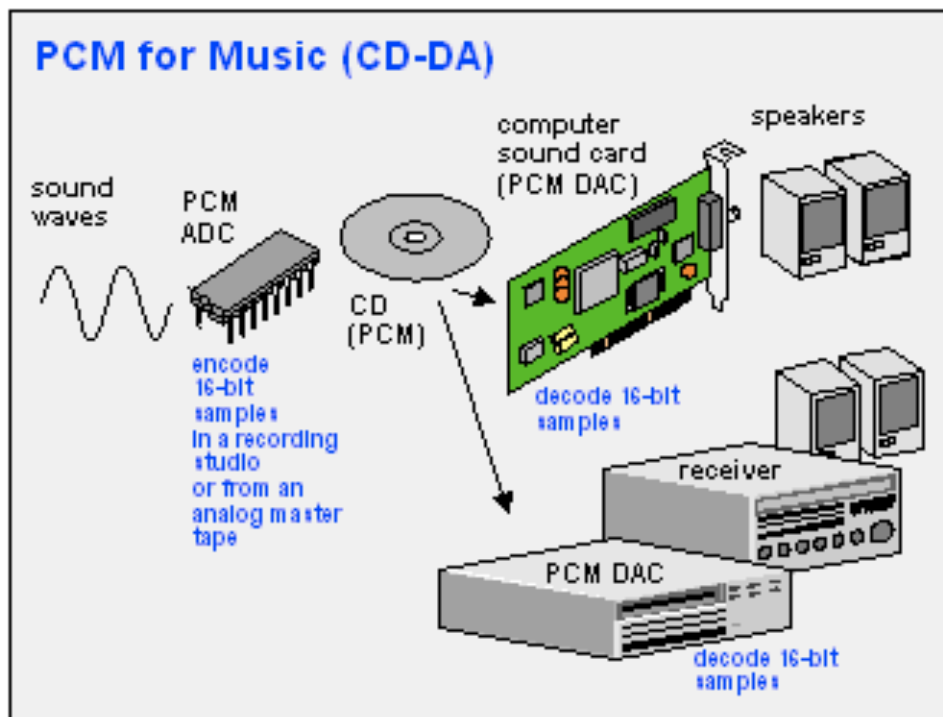 PCM for Music (CD-DA)
sound
waves
PCM
ADC
encode
16-bit
samples
in a recording
studio
or from an
analog master
tape
CD
(PCM)
computer
sound card
(PCM DAC)
decode 16-bit
samples
speakers
receiver
PCM DAC
decode 16-bit
samples